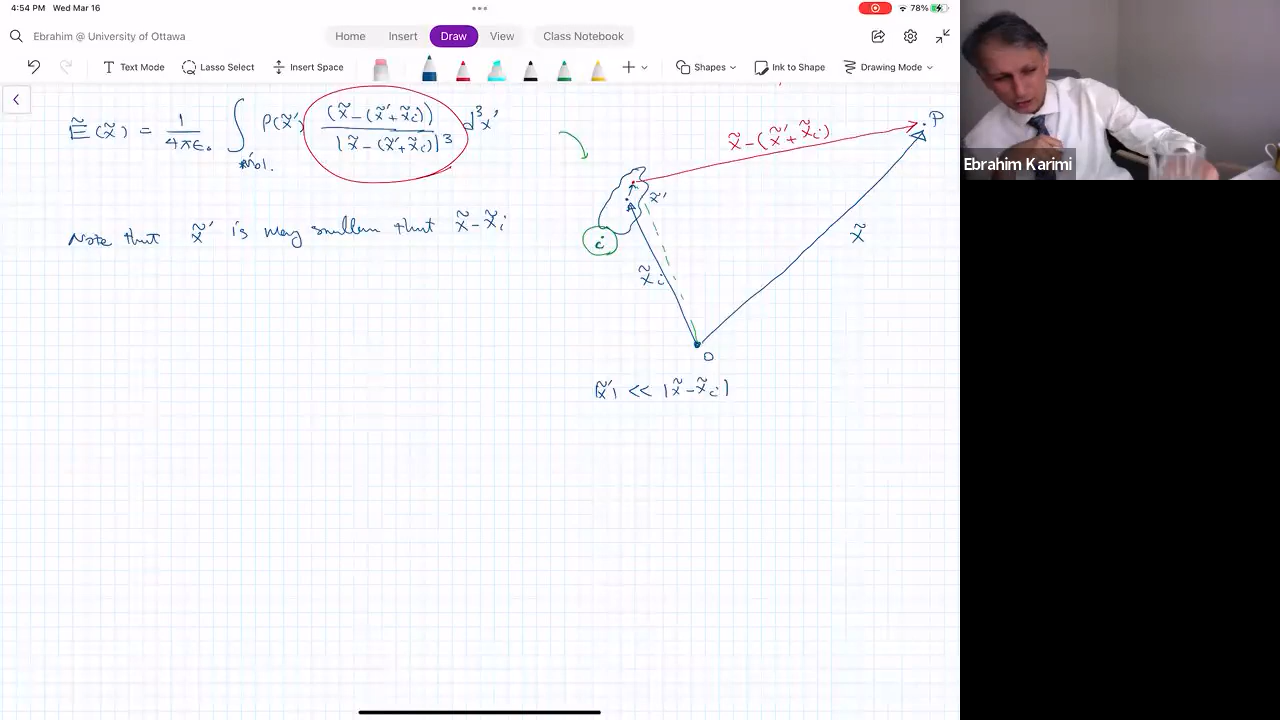 4:54 PM Wed Mar 16
78%
Ebrahim @ University of Ottawa
Home Insert Draw View Class Notebook
Text Mode Lasso Select Insert Space Shapes Ink to Shape Drawing Mode
Ẽ(x̃) = 1/4πε₀ ∫Mol. ρ(x̃') (x̃-(x̃'+x̃i))/|x̃-(x̃'+x̃i)|³ d³x'
Note that x̃' is very smaller that x̃-x̃i
x̃-(x̃'+x̃i)
P
x̃'
i
x̃i
x̃
O
|x̃'| << |x̃-x̃i|
Ebrahim Karimi